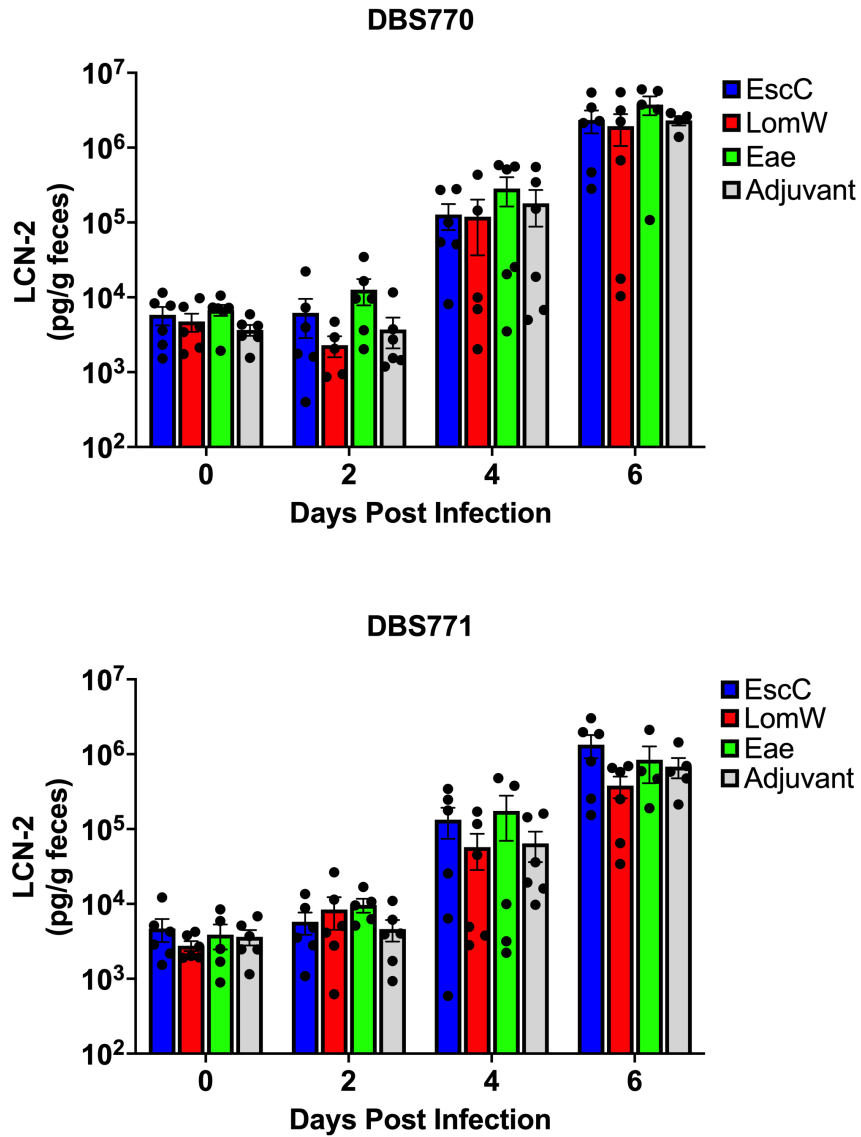 DBS770
LCN-2
(pg/g feces)
10⁷
10⁶
10⁵
10⁴
10³
10²
0 2 4 6
Days Post Infection
EscC
LomW
Eae
Adjuvant
DBS771
LCN-2
(pg/g feces)
10⁷
10⁶
10⁵
10⁴
10³
10²
0 2 4 6
Days Post Infection
EscC
LomW
Eae
Adjuvant